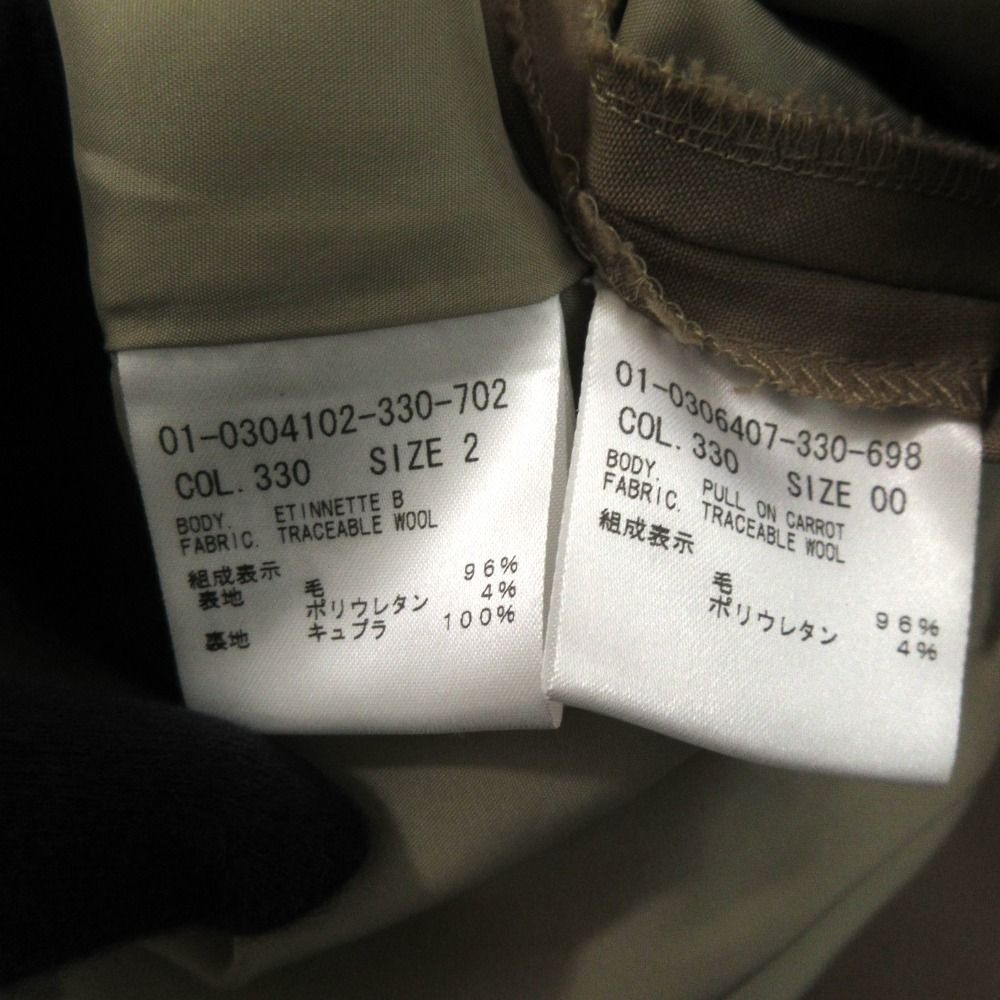 01-0304102-330-702
COL. 330 SIZE 2
BODY. ETINNETTE B
FABRIC. TRACEABLE WOOL
組成表示
表地 毛 96%
ポリウレタン 4%
裏地 キュプラ 100%
01-0306407-330-698
COL. 330 SIZE 00
BODY. PULL ON CARROT
FABRIC. TRACEABLE WOOL
組成表示
毛 96%
ポリウレタン 4%